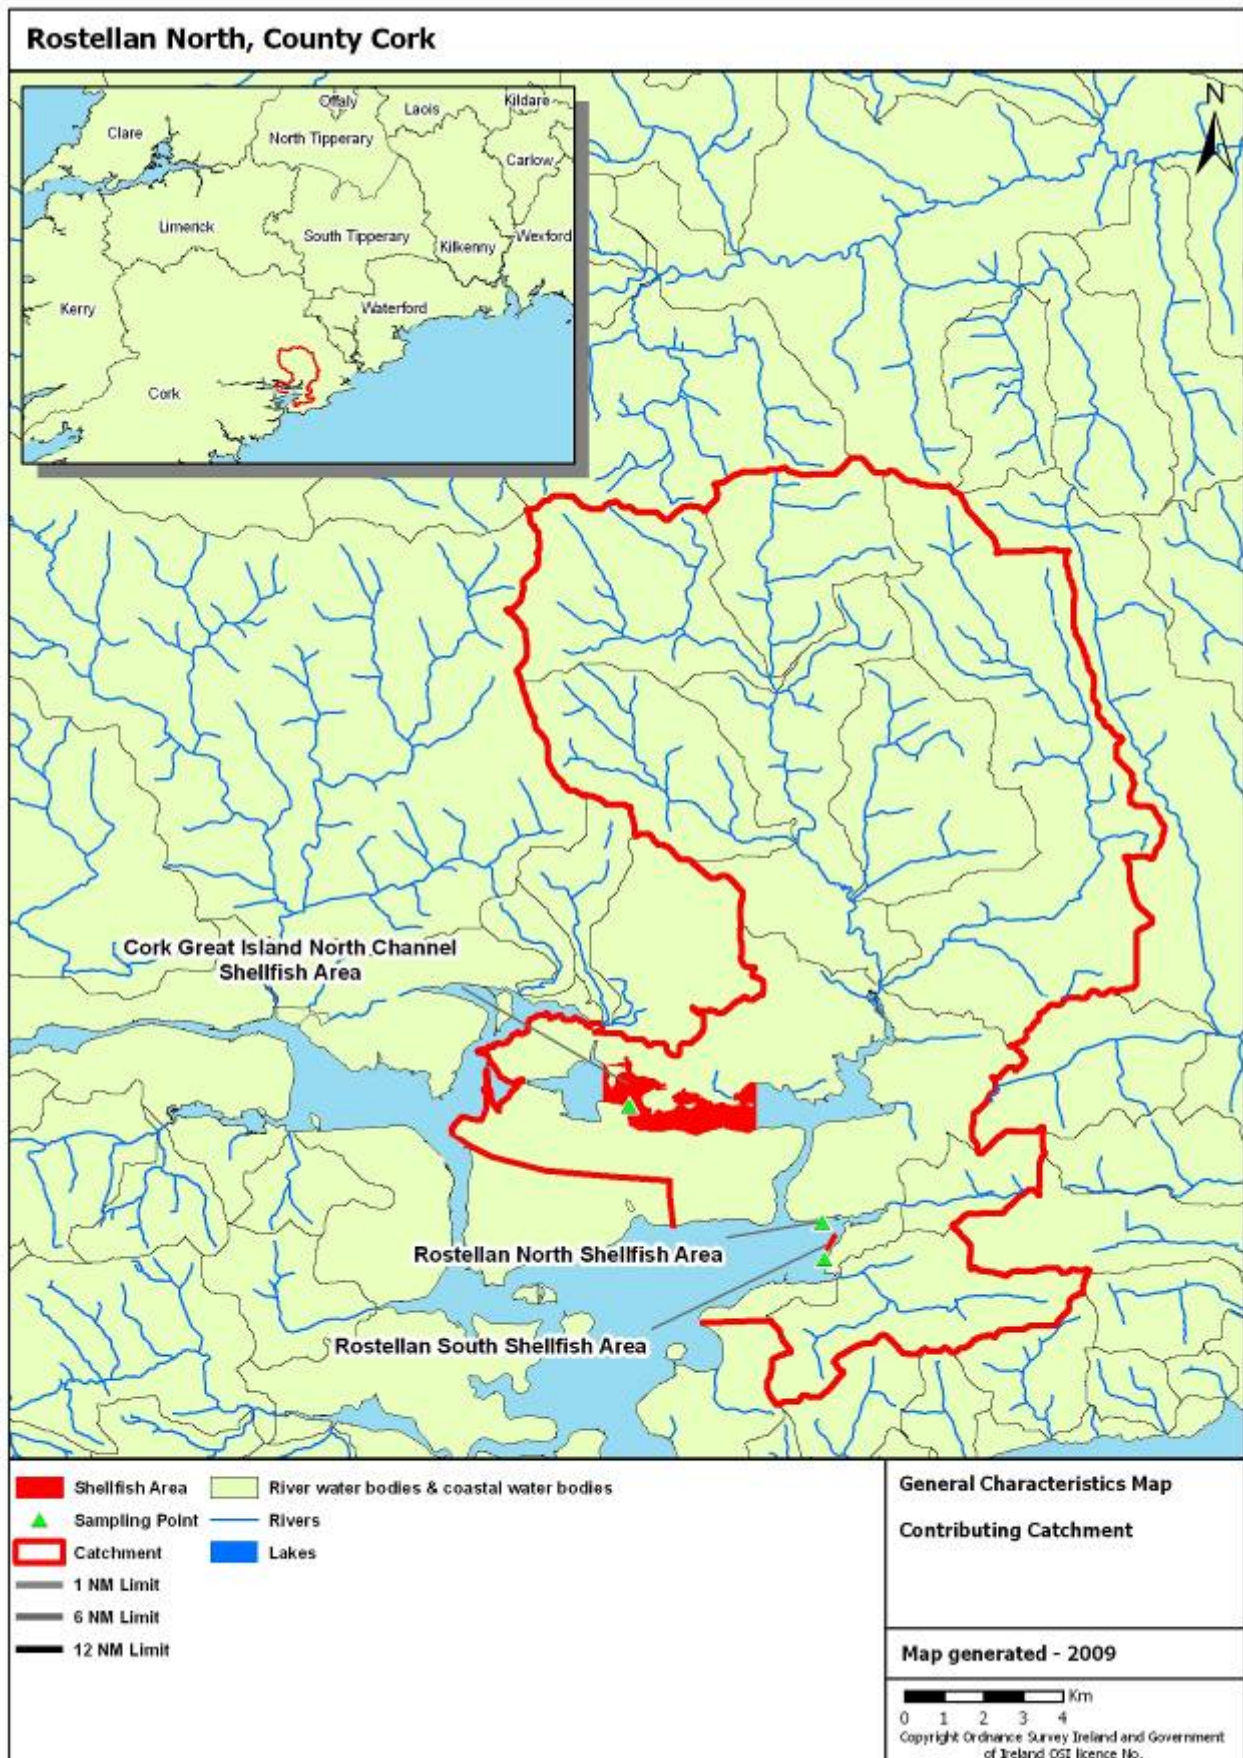 Rostellan North, County Cork
N
Offaly
Laois
Kildare
Clare
North Tipperary
Carlow
Limerick
South Tipperary
Kilkenny
Wexford
Kerry
Waterford
Cork
Cork Great Island North Channel
Shellfish Area
Rostellan North Shellfish Area
Rostellan South Shellfish Area
Shellfish Area
River water bodies & coastal water bodies
Sampling Point
Rivers
Catchment
Lakes
1 NM Limit
6 NM Limit
12 NM Limit
General Characteristics Map
Contributing Catchment
Map generated - 2009
Km
0 1 2 3 4
Copyright Ordnance Survey Ireland and Government
of Ireland OSI licence No.